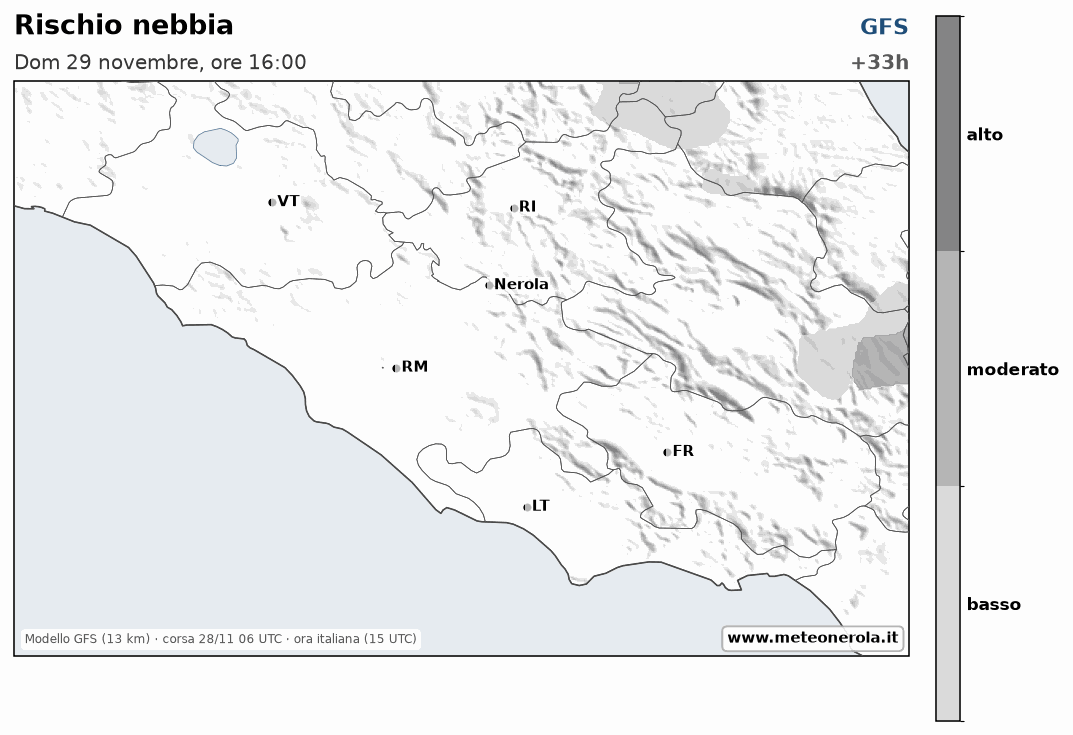 Rischio nebbia
GFS
Dom 29 novembre, ore 16:00
+33h
alto
VT
RI
Nerola
RM
moderato
FR
LT
basso
Modello GFS (13 km) · corsa 28/11 06 UTC · ora italiana (15 UTC)
www.meteonerola.it